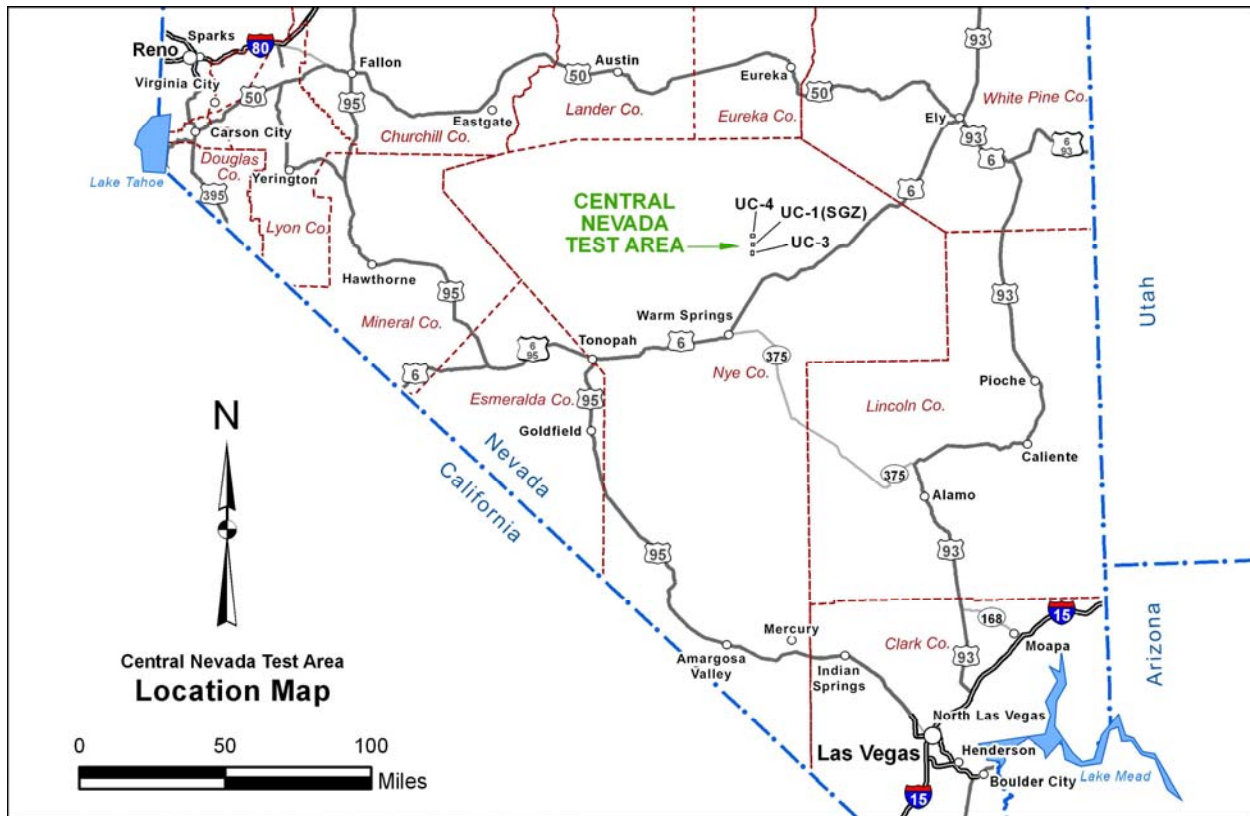 93
Sparks
Reno
80
Fallon
Austin
Eureka
Virginia City
50
95
50
50
White Pine Co.
Lander Co.
Eureka Co.
Eastgate
Ely
Carson City
Churchill Co.
93
6
6
93
Douglas
Co.
Yerington
Lake Tahoe
395
6
CENTRAL
NEVADA
TEST AREA
UC-4
UC-1(SGZ)
UC-3
Lyon Co.
Hawthorne
95
93
Utah
Mineral Co.
Warm Springs
6
95
Tonopah
6
375
6
Nye Co.
Pioche
Esmeralda Co.
95
Lincoln Co.
N
Goldfield
Nevada
California
Caliente
375
Alamo
95
93
15
168
Mercury
Clark Co.
Moapa
Amargosa
Valley
Indian
Springs
93
Arizona
Central Nevada Test Area
Location Map
North Las Vegas
Las Vegas
Henderson
Boulder City
Lake Mead
0 50 100
Miles
15